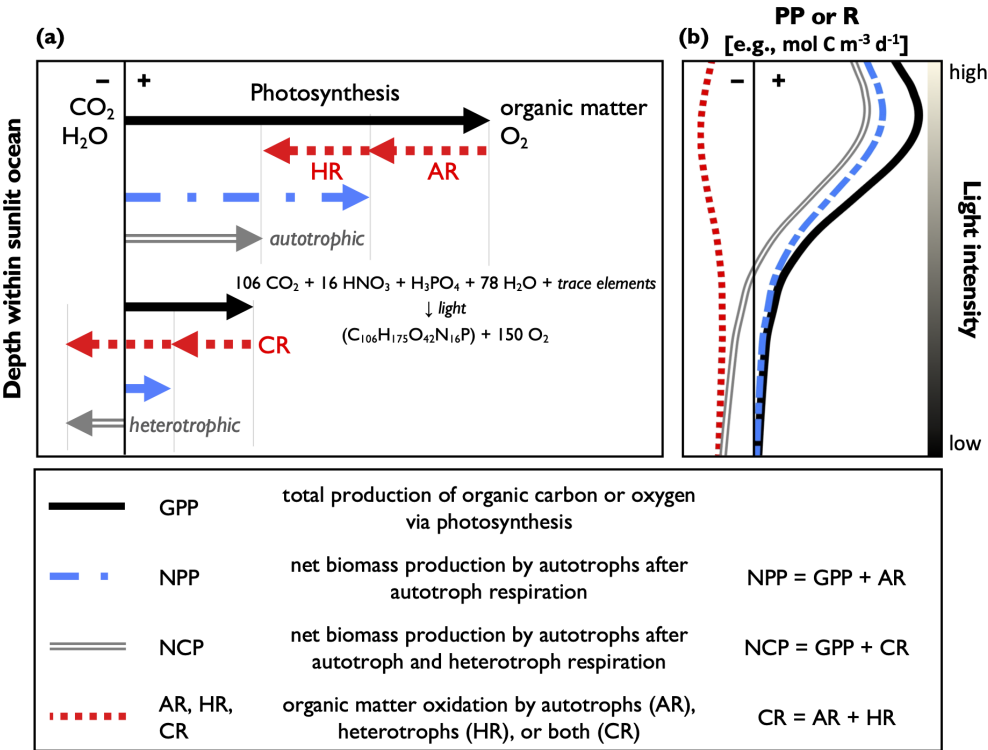 (a)
Depth within sunlit ocean
– +
Photosynthesis
CO₂
H₂O
organic matter
O₂
HR AR
autotrophic
106 CO₂ + 16 HNO₃ + H₃PO₄ + 78 H₂O + trace elements
↓ light
(C₁₀₆H₁₇₅O₄₂N₁₆P) + 150 O₂
CR
heterotrophic
(b)
PP or R
[e.g., mol C m⁻³ d⁻¹]
– +
high
Light intensity
low
GPP
total production of organic carbon or oxygen
via photosynthesis
NPP
net biomass production by autotrophs after
autotroph respiration
NPP = GPP + AR
NCP
net biomass production by autotrophs after
autotroph and heterotroph respiration
NCP = GPP + CR
AR, HR,
CR
organic matter oxidation by autotrophs (AR),
heterotrophs (HR), or both (CR)
CR = AR + HR